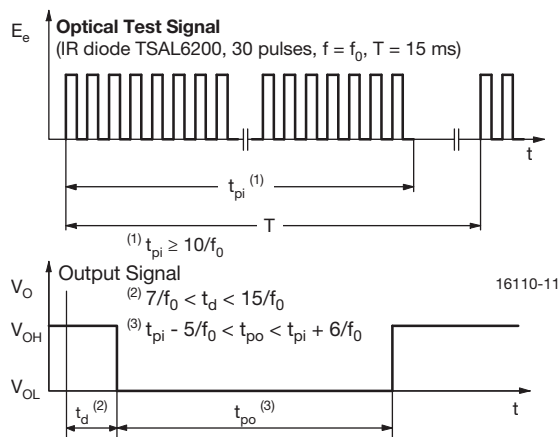 E_e
Optical Test Signal
(IR diode TSAL6200, 30 pulses, f = f_0, T = 15 ms)
t
t_pi (1)
T
(1) t_pi ≥ 10/f_0
V_O
Output Signal
16110-11
(2) 7/f_0 < t_d < 15/f_0
V_OH
(3) t_pi - 5/f_0 < t_po < t_pi + 6/f_0
V_OL
t
t_d (2)
t_po (3)